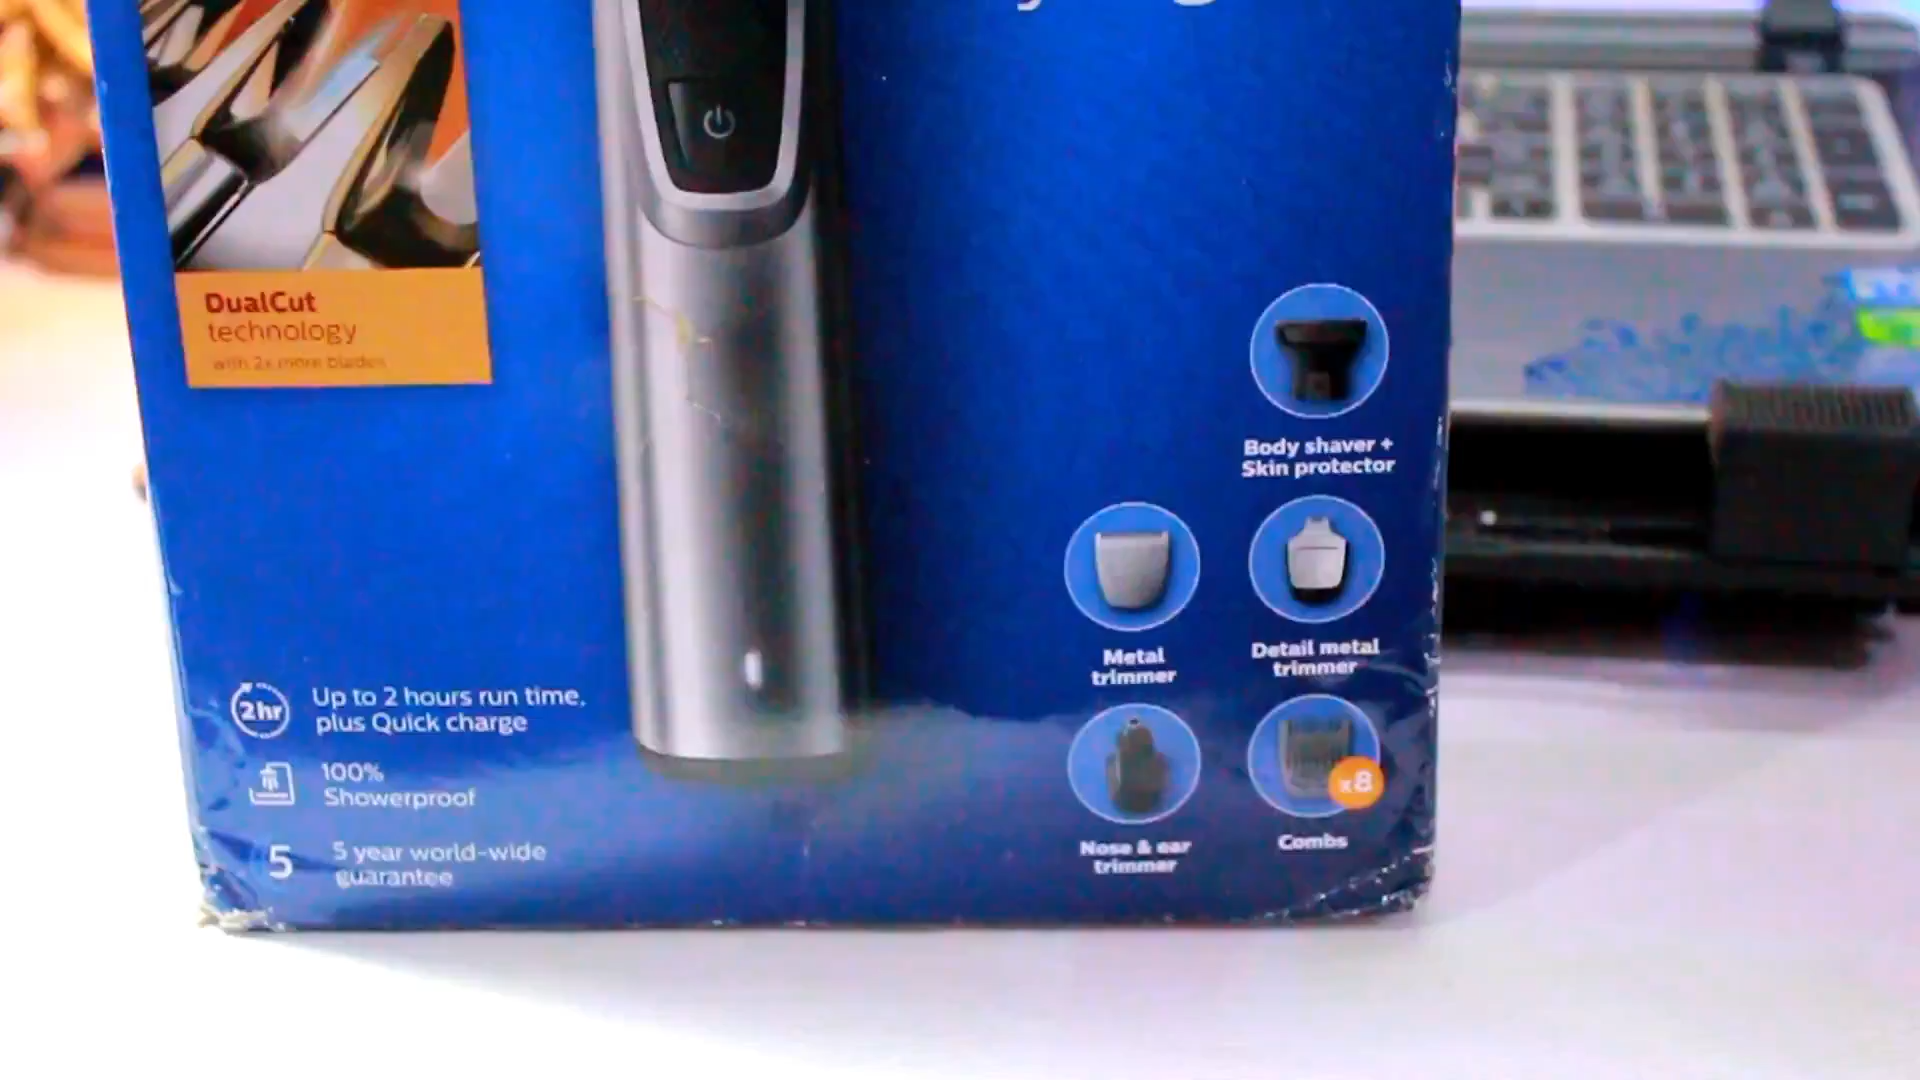 DualCut
technology
with 2x more blades
2hr
Up to 2 hours run time,
plus Quick charge
100%
Showerproof
5
5 year world-wide
guarantee
Body shaver +
Skin protector
Metal
trimmer
Detail metal
trimmer
Nose & ear
trimmer
x8
Combs